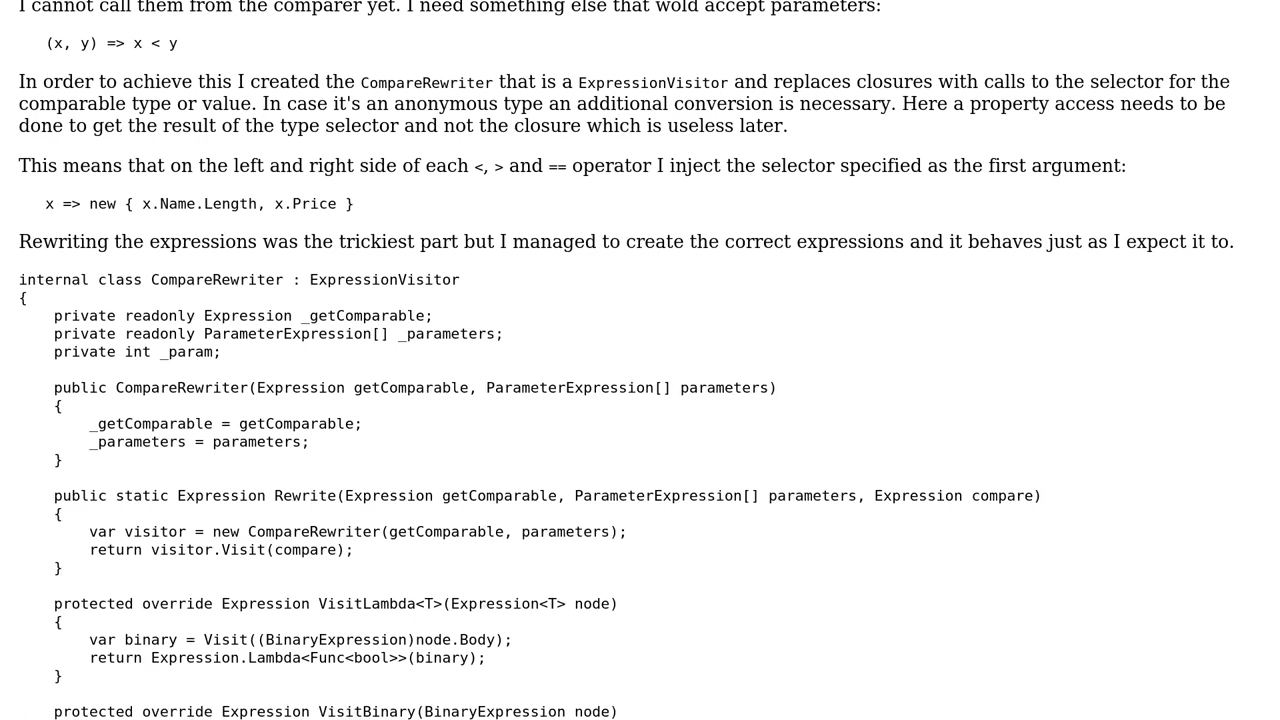 I cannot call them from the comparer yet. I need something else that wold accept parameters:
(x, y) => x < y
In order to achieve this I created the CompareRewriter that is a ExpressionVisitor and replaces closures with calls to the selector for the
comparable type or value. In case it's an anonymous type an additional conversion is necessary. Here a property access needs to be
done to get the result of the type selector and not the closure which is useless later.
This means that on the left and right side of each <, > and == operator I inject the selector specified as the first argument:
x => new { x.Name.Length, x.Price }
Rewriting the expressions was the trickiest part but I managed to create the correct expressions and it behaves just as I expect it to.
internal class CompareRewriter : ExpressionVisitor
{
    private readonly Expression _getComparable;
    private readonly ParameterExpression[] _parameters;
    private int _param;
    public CompareRewriter(Expression getComparable, ParameterExpression[] parameters)
    {
        _getComparable = getComparable;
        _parameters = parameters;
    }
    public static Expression Rewrite(Expression getComparable, ParameterExpression[] parameters, Expression compare)
    {
        var visitor = new CompareRewriter(getComparable, parameters);
        return visitor.Visit(compare);
    }
    protected override Expression VisitLambda<T>(Expression<T> node)
    {
        var binary = Visit((BinaryExpression)node.Body);
        return Expression.Lambda<Func<bool>>(binary);
    }
    protected override Expression VisitBinary(BinaryExpression node)